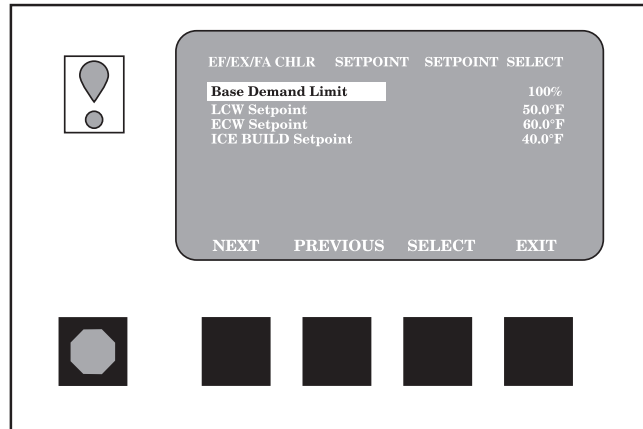 EF/EX/FA CHLR SETPOINT SETPOINT SELECT
Base Demand Limit 100%
LCW Setpoint 50.0°F
ECW Setpoint 60.0°F
ICE BUILD Setpoint 40.0°F
NEXT PREVIOUS SELECT EXIT